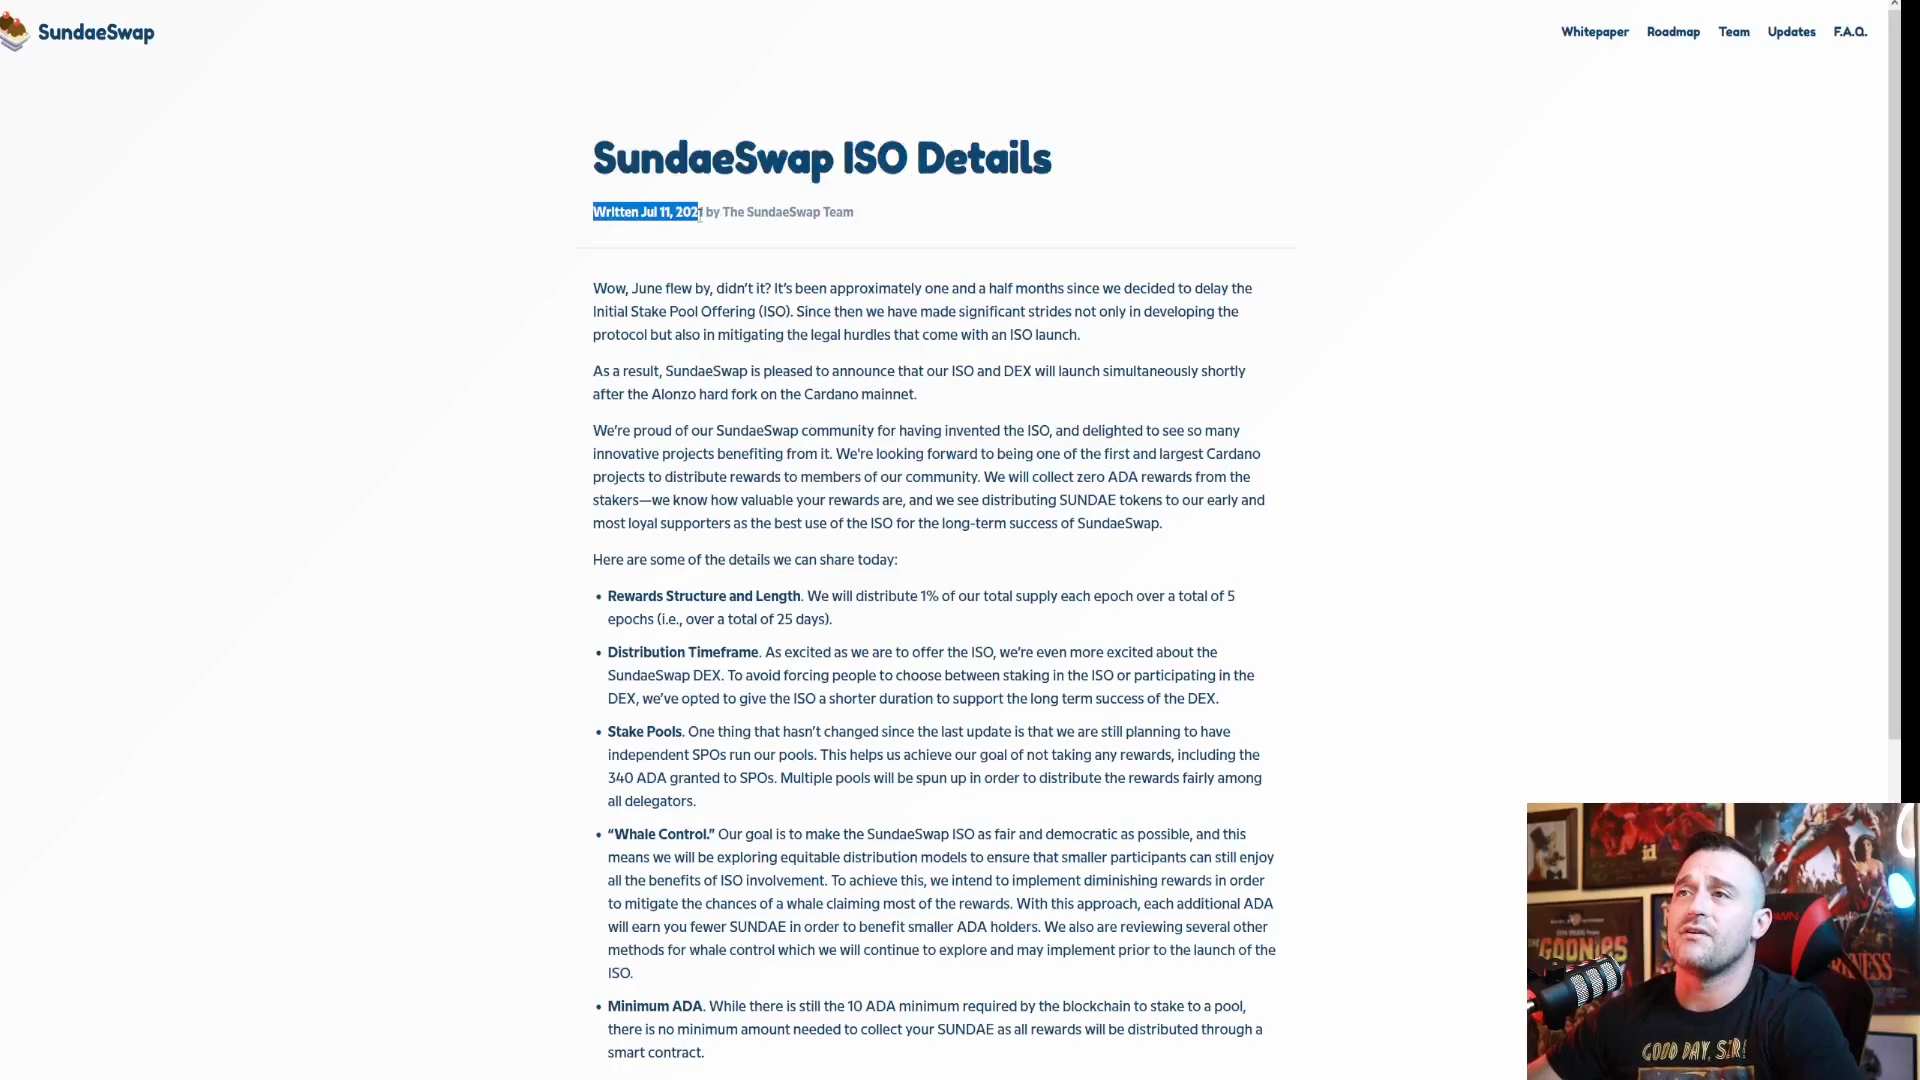 SundaeSwap
Whitepaper Roadmap Team Updates F.A.Q.
SundaeSwap ISO Details
Written Jul 11, 2021 by The SundaeSwap Team
Wow, June flew by, didn’t it? It’s been approximately one and a half months since we decided to delay the
Initial Stake Pool Offering (ISO). Since then we have made significant strides not only in developing the
protocol but also in mitigating the legal hurdles that come with an ISO launch.
As a result, SundaeSwap is pleased to announce that our ISO and DEX will launch simultaneously shortly
after the Alonzo hard fork on the Cardano mainnet.
We’re proud of our SundaeSwap community for having invented the ISO, and delighted to see so many
innovative projects benefiting from it. We're looking forward to being one of the first and largest Cardano
projects to distribute rewards to members of our community. We will collect zero ADA rewards from the
stakers—we know how valuable your rewards are, and we see distributing SUNDAE tokens to our early and
most loyal supporters as the best use of the ISO for the long-term success of SundaeSwap.
Here are some of the details we can share today:
• Rewards Structure and Length. We will distribute 1% of our total supply each epoch over a total of 5
epochs (i.e., over a total of 25 days).
• Distribution Timeframe. As excited as we are to offer the ISO, we’re even more excited about the
SundaeSwap DEX. To avoid forcing people to choose between staking in the ISO or participating in the
DEX, we’ve opted to give the ISO a shorter duration to support the long term success of the DEX.
• Stake Pools. One thing that hasn’t changed since the last update is that we are still planning to have
independent SPOs run our pools. This helps us achieve our goal of not taking any rewards, including the
340 ADA granted to SPOs. Multiple pools will be spun up in order to distribute the rewards fairly among
all delegators.
• “Whale Control.” Our goal is to make the SundaeSwap ISO as fair and democratic as possible, and this
means we will be exploring equitable distribution models to ensure that smaller participants can still enjoy
all the benefits of ISO involvement. To achieve this, we intend to implement diminishing rewards in order
to mitigate the chances of a whale claiming most of the rewards. With this approach, each additional ADA
will earn you fewer SUNDAE in order to benefit smaller ADA holders. We also are reviewing several other
methods for whale control which we will continue to explore and may implement prior to the launch of the
ISO.
• Minimum ADA. While there is still the 10 ADA minimum required by the blockchain to stake to a pool,
there is no minimum amount needed to collect your SUNDAE as all rewards will be distributed through a
smart contract.
id
GOONIES
GOOD DAY, SIR!